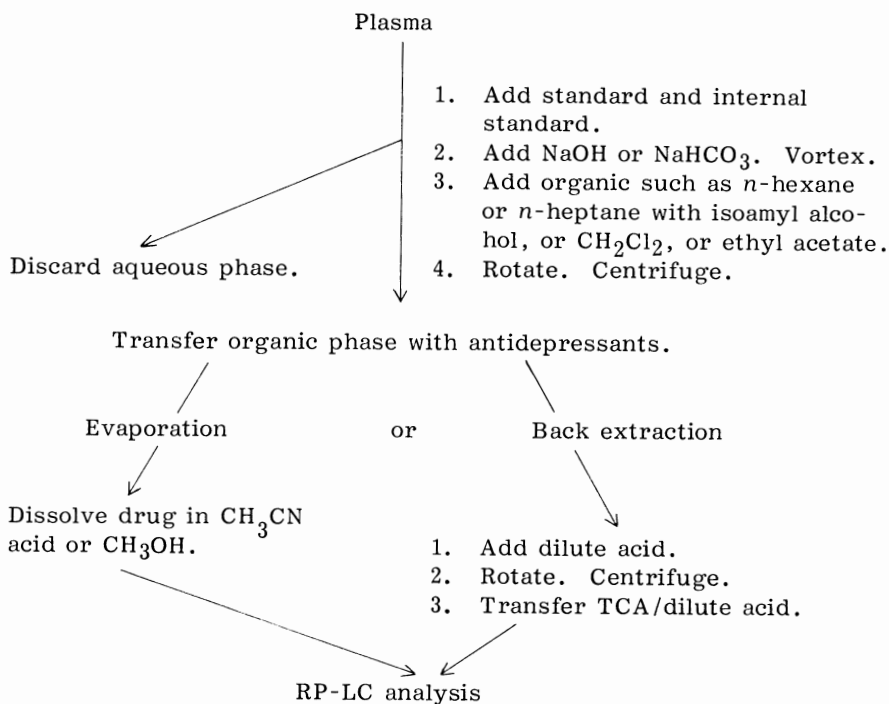 Plasma
1. Add standard and internal
standard.
2. Add NaOH or NaHCO₃. Vortex.
3. Add organic such as n-hexane
or n-heptane with isoamyl alco-
hol, or CH₂Cl₂, or ethyl acetate.
4. Rotate. Centrifuge.
Discard aqueous phase.
Transfer organic phase with antidepressants.
Evaporation or Back extraction
Dissolve drug in CH₃CN
acid or CH₃OH.
1. Add dilute acid.
2. Rotate. Centrifuge.
3. Transfer TCA/dilute acid.
RP-LC analysis